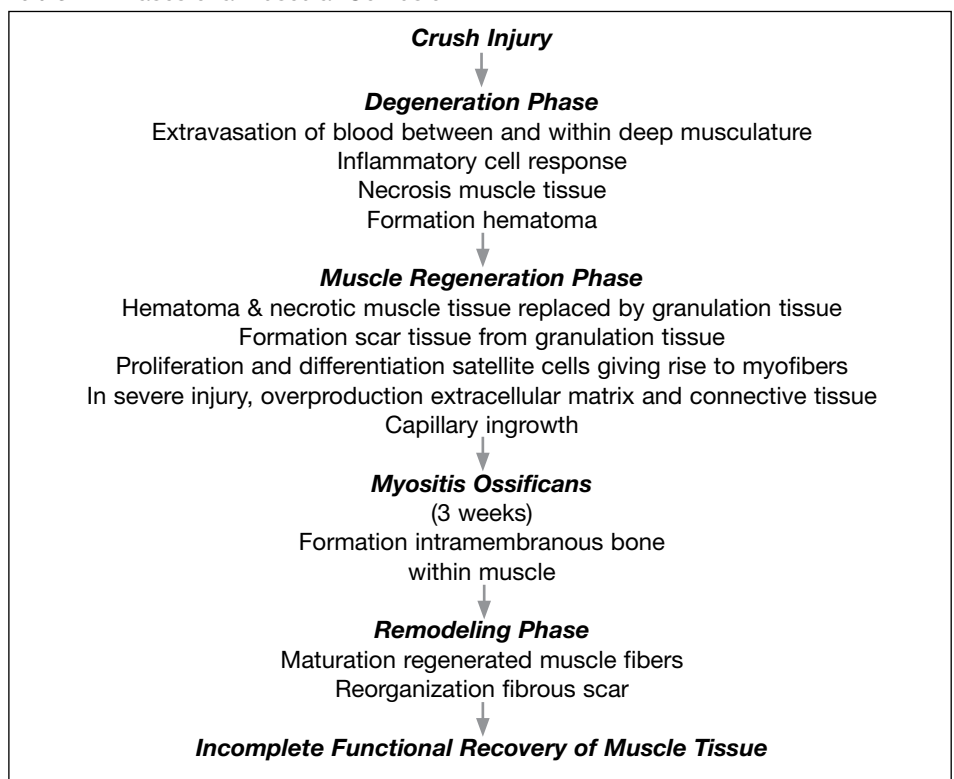 Crush Injury
Degeneration Phase
Extravasation of blood between and within deep musculature
Inflammatory cell response
Necrosis muscle tissue
Formation hematoma
Muscle Regeneration Phase
Hematoma & necrotic muscle tissue replaced by granulation tissue
Formation scar tissue from granulation tissue
Proliferation and differentiation satellite cells giving rise to myofibers
In severe injury, overproduction extracellular matrix and connective tissue
Capillary ingrowth
Myositis Ossificans
(3 weeks)
Formation intramembranous bone
within muscle
Remodeling Phase
Maturation regenerated muscle fibers
Reorganization fibrous scar
Incomplete Functional Recovery of Muscle Tissue